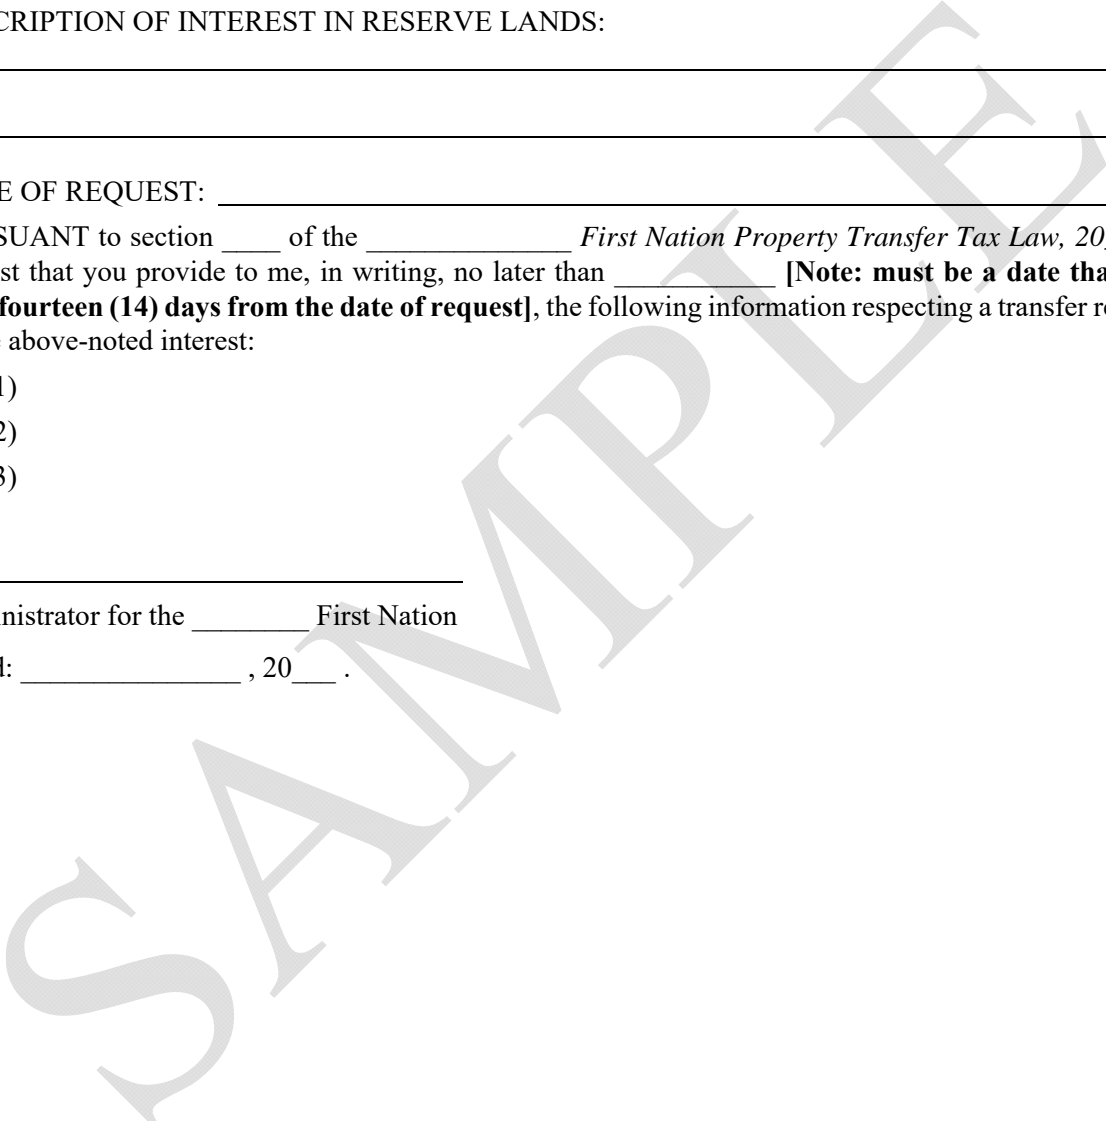 CRIPTION OF INTEREST IN RESERVE LANDS:
E OF REQUEST: 
SUANT to section ____ of the ______________ First Nation Property Transfer Tax Law, 20
st that you provide to me, in writing, no later than ___________ [Note: must be a date tha
fourteen (14) days from the date of request], the following information respecting a transfer r
above-noted interest:
1)
2)
3)
nistrator for the ________ First Nation
d: _______________ , 20___ .
SAMPLE